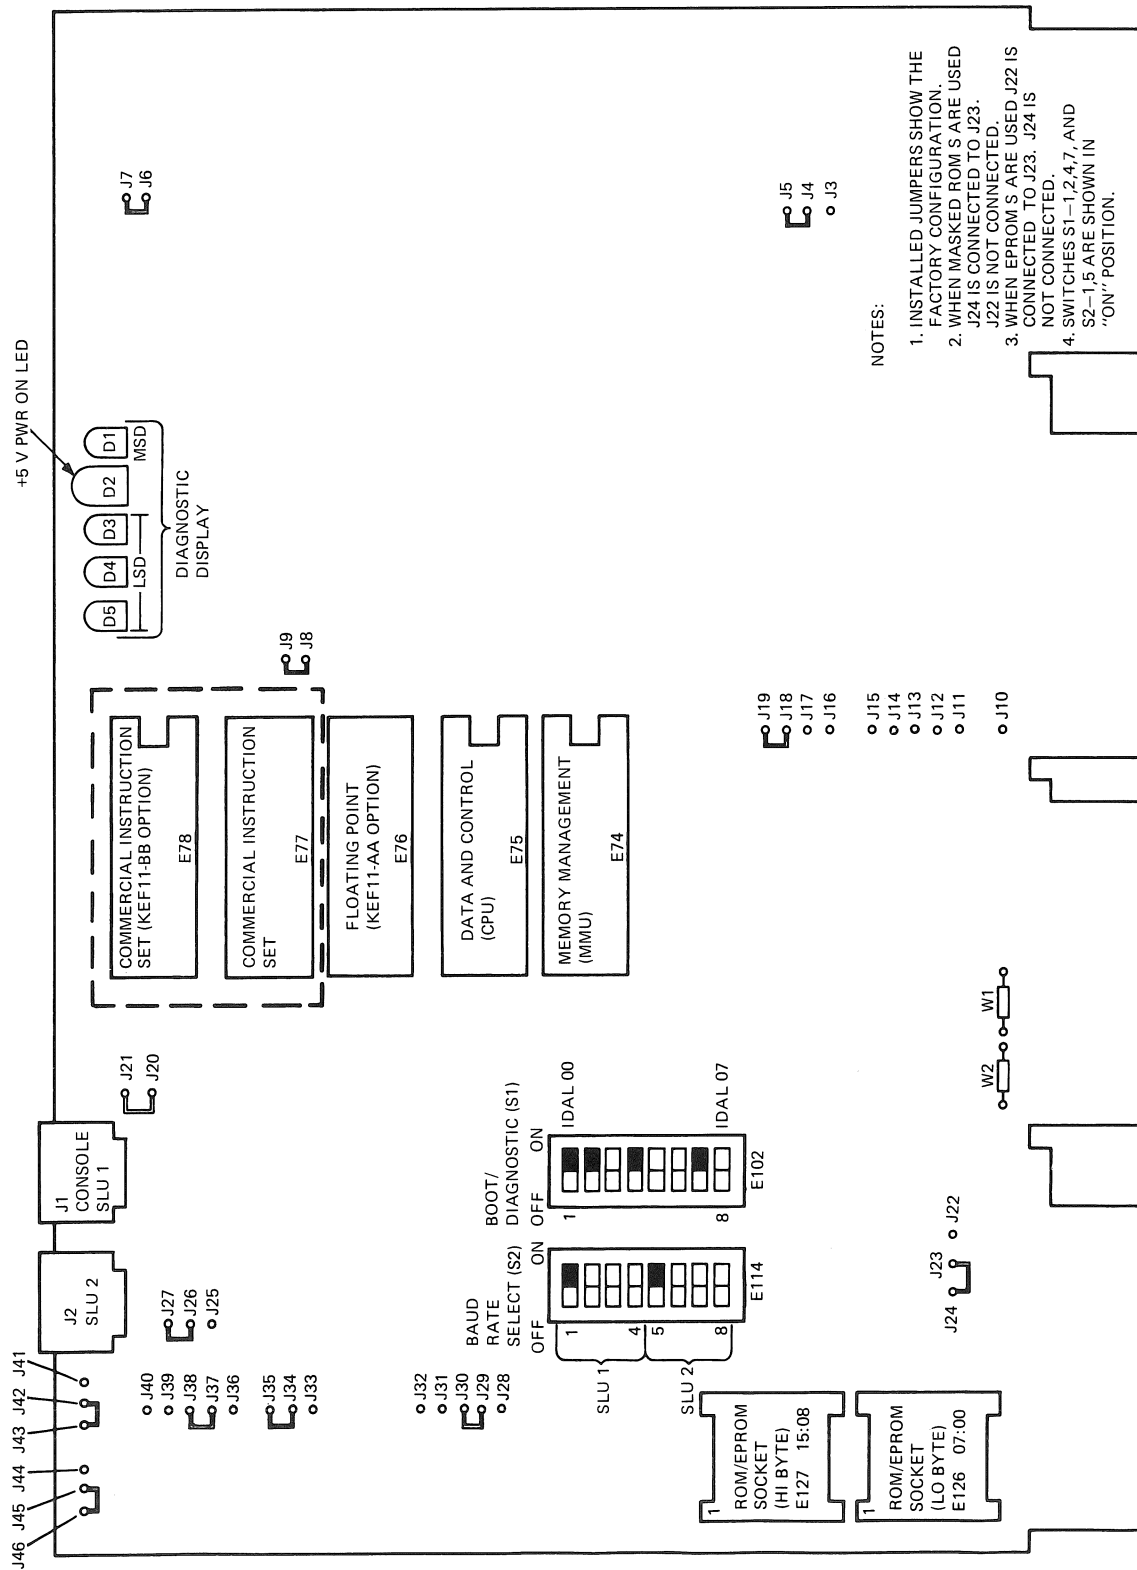 J46
J45
J44
J43
J42
J41
J2
SLU 2
J1
CONSOLE
SLU 1
J21
J20
+5 V PWR ON LED
D5
D4
D3
D2
D1
LSD
MSD
DIAGNOSTIC
DISPLAY
J7
J6
J40
J39
J38
J37
J36
J35
J34
J33
J27
J26
J25
COMMERCIAL INSTRUCTION
SET (KEF11-BB OPTION)
E78
COMMERCIAL INSTRUCTION
SET
E77
J9
J8
FLOATING POINT
(KEF11-AA OPTION)
E76
DATA AND CONTROL
(CPU)
E75
MEMORY MANAGEMENT
(MMU)
E74
J32
J31
J30
J29
J28
BAUD
RATE
SELECT (S2)
OFF
ON
1
4
5
8
SLU 1
SLU 2
E114
BOOT/
DIAGNOSTIC (S1)
OFF
ON
1
8
IDAL 00
IDAL 07
E102
J19
J18
J17
J16
J15
J14
J13
J12
J11
J10
J5
J4
J3
1
ROM/EPROM
SOCKET
(HI BYTE)
E127 15:08
1
ROM/EPROM
SOCKET
(LO BYTE)
E126 07:00
J24
J23
J22
W2
W1
NOTES:
1. INSTALLED JUMPERS SHOW THE
FACTORY CONFIGURATION.
2. WHEN MASKED ROM S ARE USED
J24 IS CONNECTED TO J23.
J22 IS NOT CONNECTED.
3. WHEN EPROM S ARE USED J22 IS
CONNECTED TO J23. J24 IS
NOT CONNECTED.
4. SWITCHES S1–1,2,4,7, AND
S2–1,5 ARE SHOWN IN
"ON" POSITION.